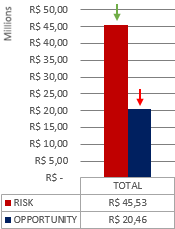 Millions
R$ 50,00
R$ 45,00
R$ 40,00
R$ 35,00
R$ 30,00
R$ 25,00
R$ 20,00
R$ 15,00
R$ 10,00
R$ 5,00
R$ -
TOTAL
RISK R$ 45,53
OPPORTUNITY R$ 20,46